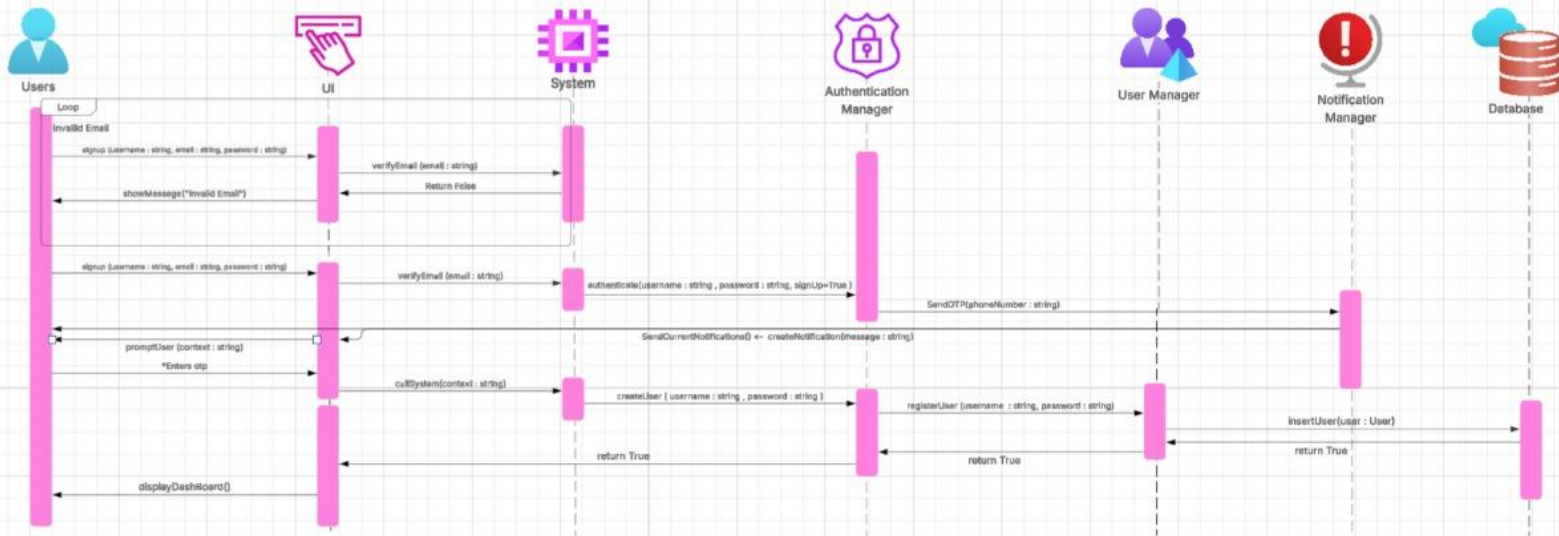 Users
UI
System
Authentication
Manager
User Manager
Notification
Manager
Database
Loop
Invalid Email
signup (username : string, email : string, password : string)
verifyEmail (email : string)
Return False
showMessage("Invalid Email")
signup (username : string, email : string, password : string)
verifyEmail (email : string)
authenticate(username : string , password : string, signUp=True )
SendOTP(phoneNumber : string)
SendCurrentNotifications() <- createNotification(message : string)
promptUser (context : string)
*Enters otp
callSystem(context : string)
createUser ( username : string , password : string )
registerUser (username : string, password : string)
insertUser(user : User)
return True
return True
return True
displayDashBoard()